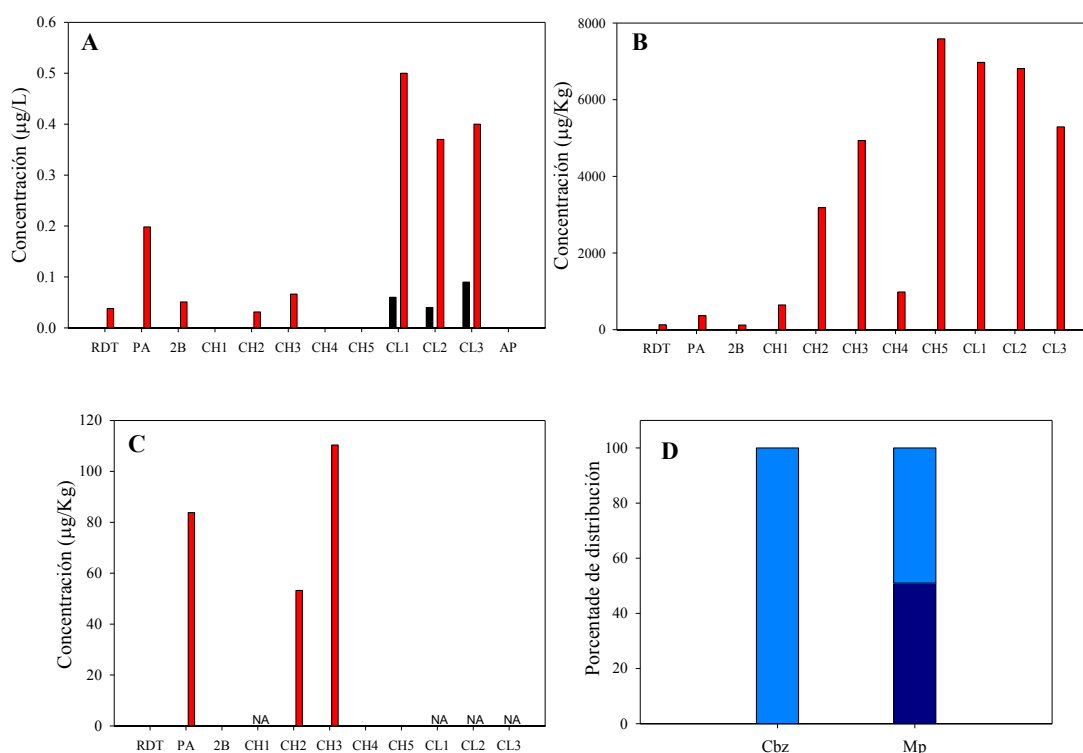 A
Concentración (µg/L)
0.6
0.5
0.4
0.3
0.2
0.1
0.0
RDT PA 2B CH1 CH2 CH3 CH4 CH5 CL1 CL2 CL3 AP
B
Concentración (µg/Kg)
8000
6000
4000
2000
0
RDT PA 2B CH1 CH2 CH3 CH4 CH5 CL1 CL2 CL3
C
Concentración (µg/Kg)
120
100
80
60
40
20
0
NA NA NA NA
RDT PA 2B CH1 CH2 CH3 CH4 CH5 CL1 CL2 CL3
D
Porcentade de distribución
100
80
60
40
20
0
Cbz Mp